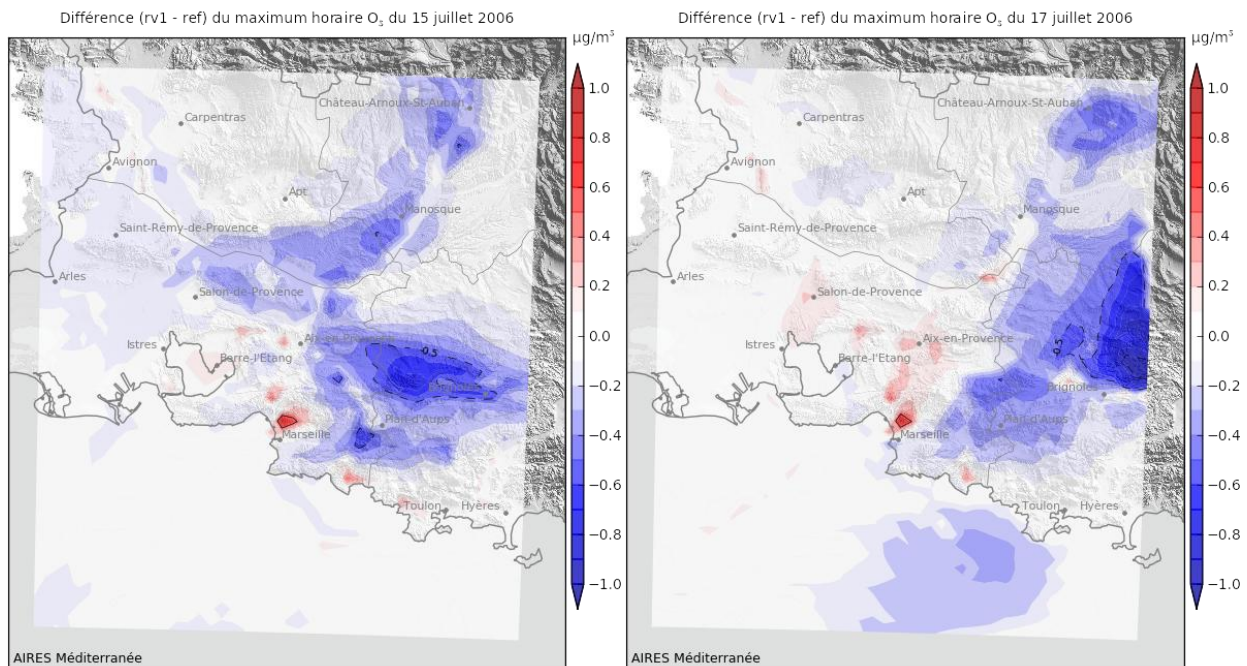 Différence (rv1 - ref) du maximum horaire O₃ du 15 juillet 2006
µg/m³
Château-Arnoux-St-Auban
Carpentras
Avignon
Apt
Manosque
Saint-Rémy-de-Provence
Arles
Salon-de-Provence
Istres
Aix-en-Provence
Berre-l'Etang
-0.5
Brignoles
Plan-d'Aups
Marseille
Toulon
Hyères
1.0
0.8
0.6
0.4
0.2
0.0
−0.2
−0.4
−0.6
−0.8
−1.0
AIRES Méditerranée
Différence (rv1 - ref) du maximum horaire O₃ du 17 juillet 2006
µg/m³
Château-Arnoux-St-Auban
Carpentras
Avignon
Apt
Manosque
Saint-Rémy-de-Provence
Arles
Salon-de-Provence
Istres
Aix-en-Provence
Berre-l'Etang
-0.5
Brignoles
Plan-d'Aups
Marseille
Toulon
Hyères
1.0
0.8
0.6
0.4
0.2
0.0
−0.2
−0.4
−0.6
−0.8
−1.0
AIRES Méditerranée